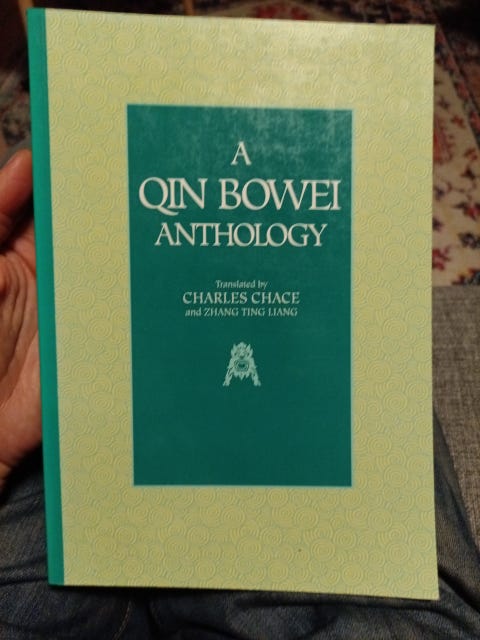 A
QIN BOWEI
ANTHOLOGY
Translated by
CHARLES CHACE
and ZHANG TING LIANG